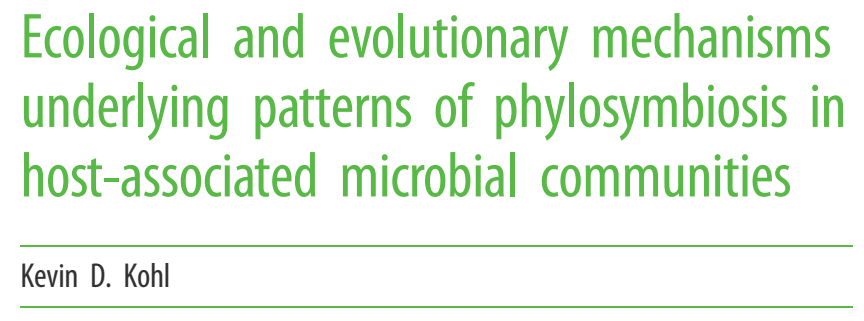 Ecological and evolutionary mechanisms
underlying patterns of phylosymbiosis in
host-associated microbial communities
Kevin D. Kohl